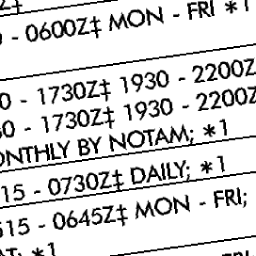 - 0600Z‡ MON - FRI *1
0 - 1730Z‡ 1930 - 2200Z
0 - 1730Z‡ 1930 - 2200Z
ONTHLY BY NOTAM; *1
15 - 0730Z‡ DAILY; *1
515 - 0645Z‡ MON - FRI;
*1